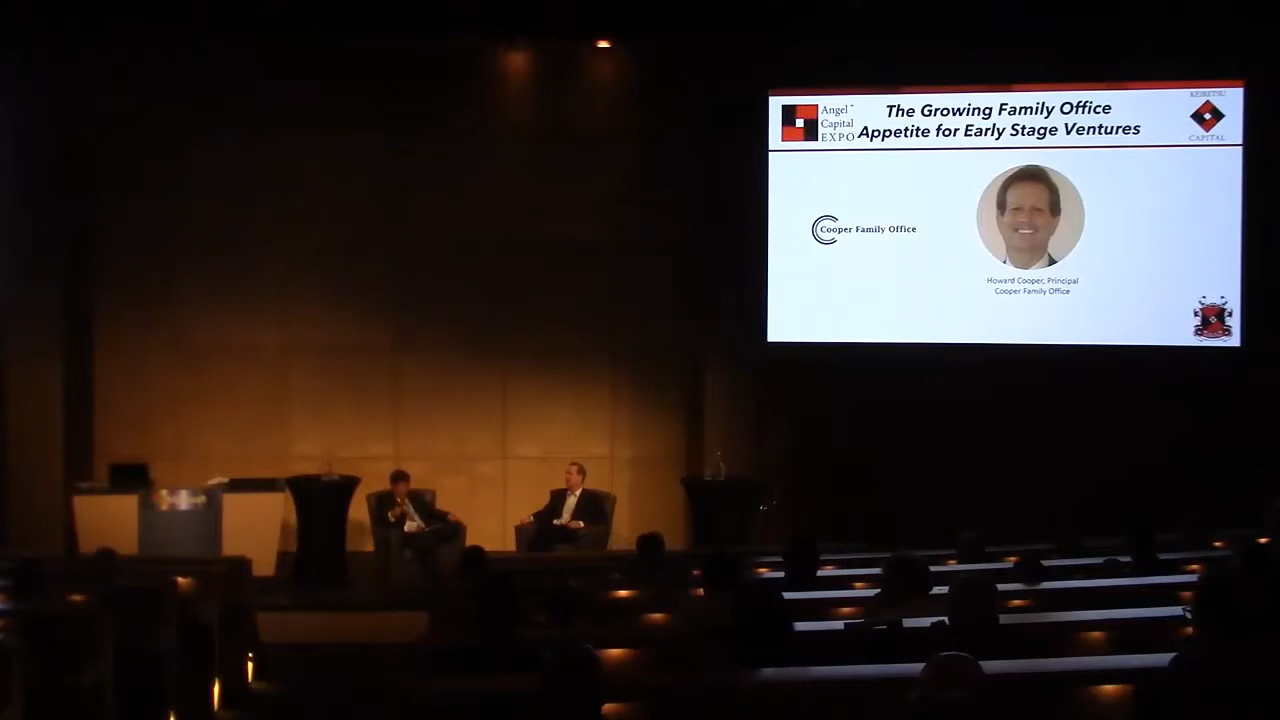 The Growing Family Office
Appetite for Early Stage Ventures
Angel™
Capital
EXPO
KEIRETSU
CAPITAL
Cooper Family Office
Howard Cooper, Principal
Cooper Family Office